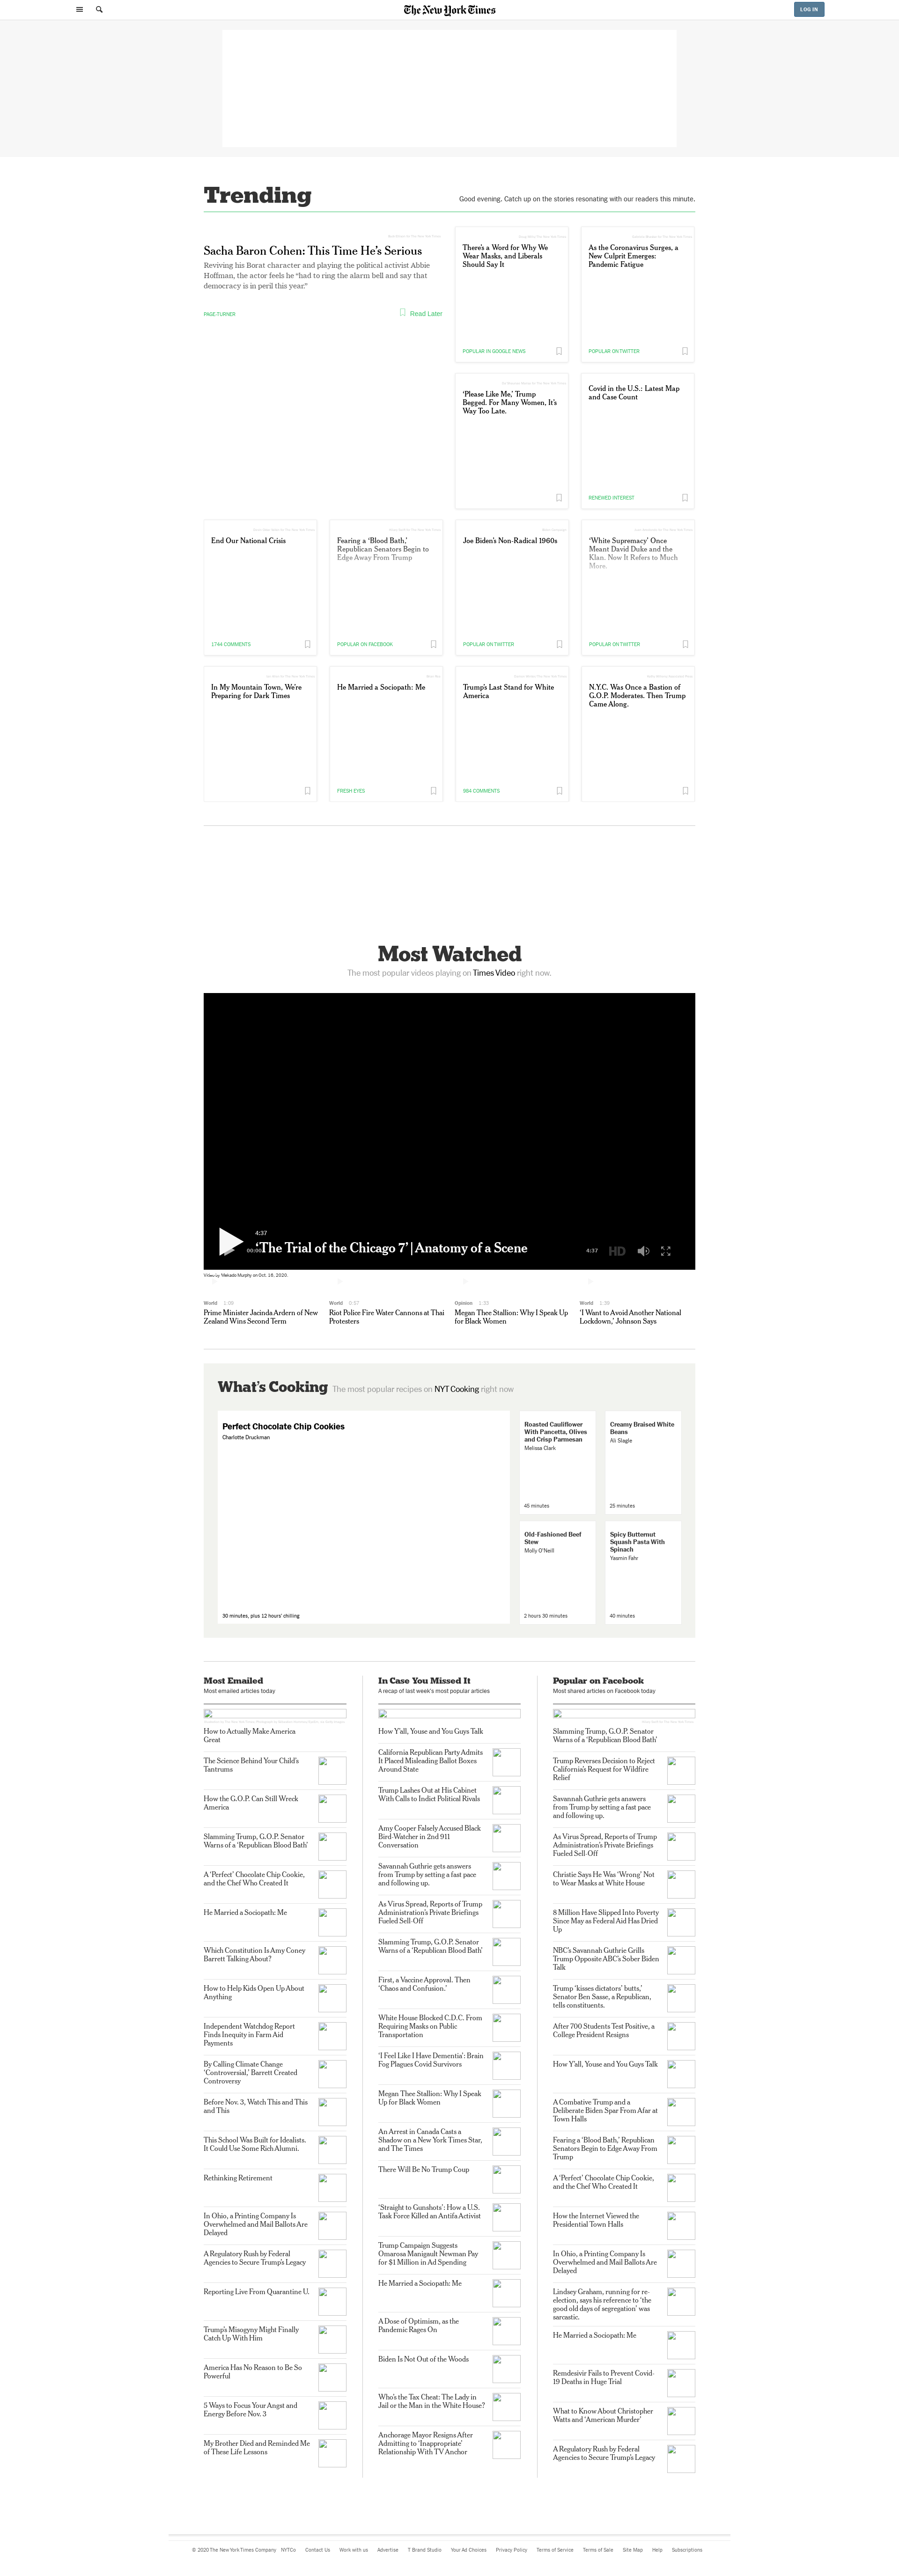 The New York Times
LOG IN
Trending
Good evening. Catch up on the stories resonating with our readers this minute.
Sacha Baron Cohen: This Time He's Serious
Reviving his Borat character and playing the political activist Abbie
Hoffman, the actor feels he “had to ring the alarm bell and say that
democracy is in peril this year.”
PAGE-TURNER
Read Later
There's a Word for Why We
Wear Masks, and Liberals
Should Say It
POPULAR IN GOOGLE NEWS
As the Coronavirus Surges, a
New Culprit Emerges:
Pandemic Fatigue
POPULAR ON TWITTER
‘Please Like Me,’ Trump
Begged. For Many Women, It's
Way Too Late.
Covid in the U.S.: Latest Map
and Case Count
RENEWED INTEREST
End Our National Crisis
1744 COMMENTS
Fearing a ‘Blood Bath,’
Republican Senators Begin to
Edge Away From Trump
POPULAR ON FACEBOOK
Joe Biden's Non-Radical 1960s
POPULAR ON TWITTER
‘White Supremacy’ Once
Meant David Duke and the
Klan. Now It Refers to Much
More.
POPULAR ON TWITTER
In My Mountain Town, We're
Preparing for Dark Times
He Married a Sociopath: Me
FRESH EYES
Trump's Last Stand for White
America
984 COMMENTS
N.Y.C. Was Once a Bastion of
G.O.P. Moderates. Then Trump
Came Along.
Most Watched
The most popular videos playing on Times Video right now.
4:37
00:00
‘The Trial of the Chicago 7’ | Anatomy of a Scene
4:37
HD
Mekado Murphy on Oct. 16, 2020.
World 1:09
Prime Minister Jacinda Ardern of New
Zealand Wins Second Term
World 0:37
Riot Police Fire Water Cannons at Thai
Protesters
Opinion 1:33
Megan Thee Stallion: Why I Speak Up
for Black Women
World 1:39
‘I Want to Avoid Another National
Lockdown,’ Johnson Says
What's Cooking The most popular recipes on NYT Cooking right now
Perfect Chocolate Chip Cookies
Charlotte Druckman
30 minutes, plus 12 hours' chilling
Roasted Cauliflower
With Pancetta, Olives
and Crisp Parmesan
Melissa Clark
45 minutes
Creamy Braised White
Beans
Ali Slagle
25 minutes
Old-Fashioned Beef
Stew
Molly O'Neill
2 hours 30 minutes
Spicy Butternut
Squash Pasta With
Spinach
Yasmin Fahr
40 minutes
Most Emailed
Most emailed articles today
How to Actually Make America
Great
The Science Behind Your Child's
Tantrums
How the G.O.P. Can Still Wreck
America
Slamming Trump, G.O.P. Senator
Warns of a ‘Republican Blood Bath’
A ‘Perfect’ Chocolate Chip Cookie,
and the Chef Who Created It
He Married a Sociopath: Me
Which Constitution Is Amy Coney
Barrett Talking About?
How to Help Kids Open Up About
Anything
Independent Watchdog Report
Finds Inequity in Farm Aid
Payments
By Calling Climate Change
‘Controversial,’ Barrett Created
Controversy
Before Nov. 3, Watch This and This
and This
This School Was Built for Idealists.
It Could Use Some Rich Alumni.
Rethinking Retirement
In Ohio, a Printing Company Is
Overwhelmed and Mail Ballots Are
Delayed
A Regulatory Rush by Federal
Agencies to Secure Trump's Legacy
Reporting Live From Quarantine U.
Trump's Misogyny Might Finally
Catch Up With Him
America Has No Reason to Be So
Powerful
5 Ways to Focus Your Angst and
Energy Before Nov. 3
My Brother Died and Reminded Me
of These Life Lessons
In Case You Missed It
A recap of last week's most popular articles
How Y'all, Youse and You Guys Talk
California Republican Party Admits
It Placed Misleading Ballot Boxes
Around State
Trump Lashes Out at His Cabinet
With Calls to Indict Political Rivals
Amy Cooper Falsely Accused Black
Bird-Watcher in 2nd 911
Conversation
Savannah Guthrie gets answers
from Trump by setting a fast pace
and following up.
As Virus Spread, Reports of Trump
Administration's Private Briefings
Fueled Sell-Off
Slamming Trump, G.O.P. Senator
Warns of a ‘Republican Blood Bath’
First, a Vaccine Approval. Then
‘Chaos and Confusion.’
White House Blocked C.D.C. From
Requiring Masks on Public
Transportation
‘I Feel Like I Have Dementia’: Brain
Fog Plagues Covid Survivors
Megan Thee Stallion: Why I Speak
Up for Black Women
An Arrest in Canada Casts a
Shadow on a New York Times Star,
and The Times
There Will Be No Trump Coup
‘Straight to Gunshots’: How a U.S.
Task Force Killed an Antifa Activist
Trump Campaign Suggests
Omarosa Manigault Newman Pay
for $1 Million in Ad Spending
He Married a Sociopath: Me
A Dose of Optimism, as the
Pandemic Rages On
Biden Is Not Out of the Woods
Who's the Tax Cheat: The Lady in
Jail or the Man in the White House?
Anchorage Mayor Resigns After
Admitting to ‘Inappropriate’
Relationship With TV Anchor
Popular on Facebook
Most shared articles on Facebook today
Slamming Trump, G.O.P. Senator
Warns of a ‘Republican Blood Bath’
Trump Reverses Decision to Reject
California's Request for Wildfire
Relief
Savannah Guthrie gets answers
from Trump by setting a fast pace
and following up.
As Virus Spread, Reports of Trump
Administration's Private Briefings
Fueled Sell-Off
Christie Says He Was ‘Wrong’ Not
to Wear Masks at White House
8 Million Have Slipped Into Poverty
Since May as Federal Aid Has Dried
Up
NBC's Savannah Guthrie Grills
Trump Opposite ABC's Sober Biden
Talk
Trump ‘kisses dictators’ butts,’
Senator Ben Sasse, a Republican,
tells constituents.
After 700 Students Test Positive, a
College President Resigns
How Y'all, Youse and You Guys Talk
A Combative Trump and a
Deliberate Biden Spar From Afar at
Town Halls
Fearing a ‘Blood Bath,’ Republican
Senators Begin to Edge Away From
Trump
A ‘Perfect’ Chocolate Chip Cookie,
and the Chef Who Created It
How the Internet Viewed the
Presidential Town Halls
In Ohio, a Printing Company Is
Overwhelmed and Mail Ballots Are
Delayed
Lindsey Graham, running for re-
election, says his reference to ‘the
good old days of segregation’ was
sarcastic.
He Married a Sociopath: Me
Remdesivir Fails to Prevent Covid-
19 Deaths in Huge Trial
What to Know About Christopher
Watts and ‘American Murder’
A Regulatory Rush by Federal
Agencies to Secure Trump's Legacy
© 2020 The New York Times Company NYTCo Contact Us Work with us Advertise T Brand Studio Your Ad Choices Privacy Policy Terms of Service Terms of Sale Site Map Help Subscriptions